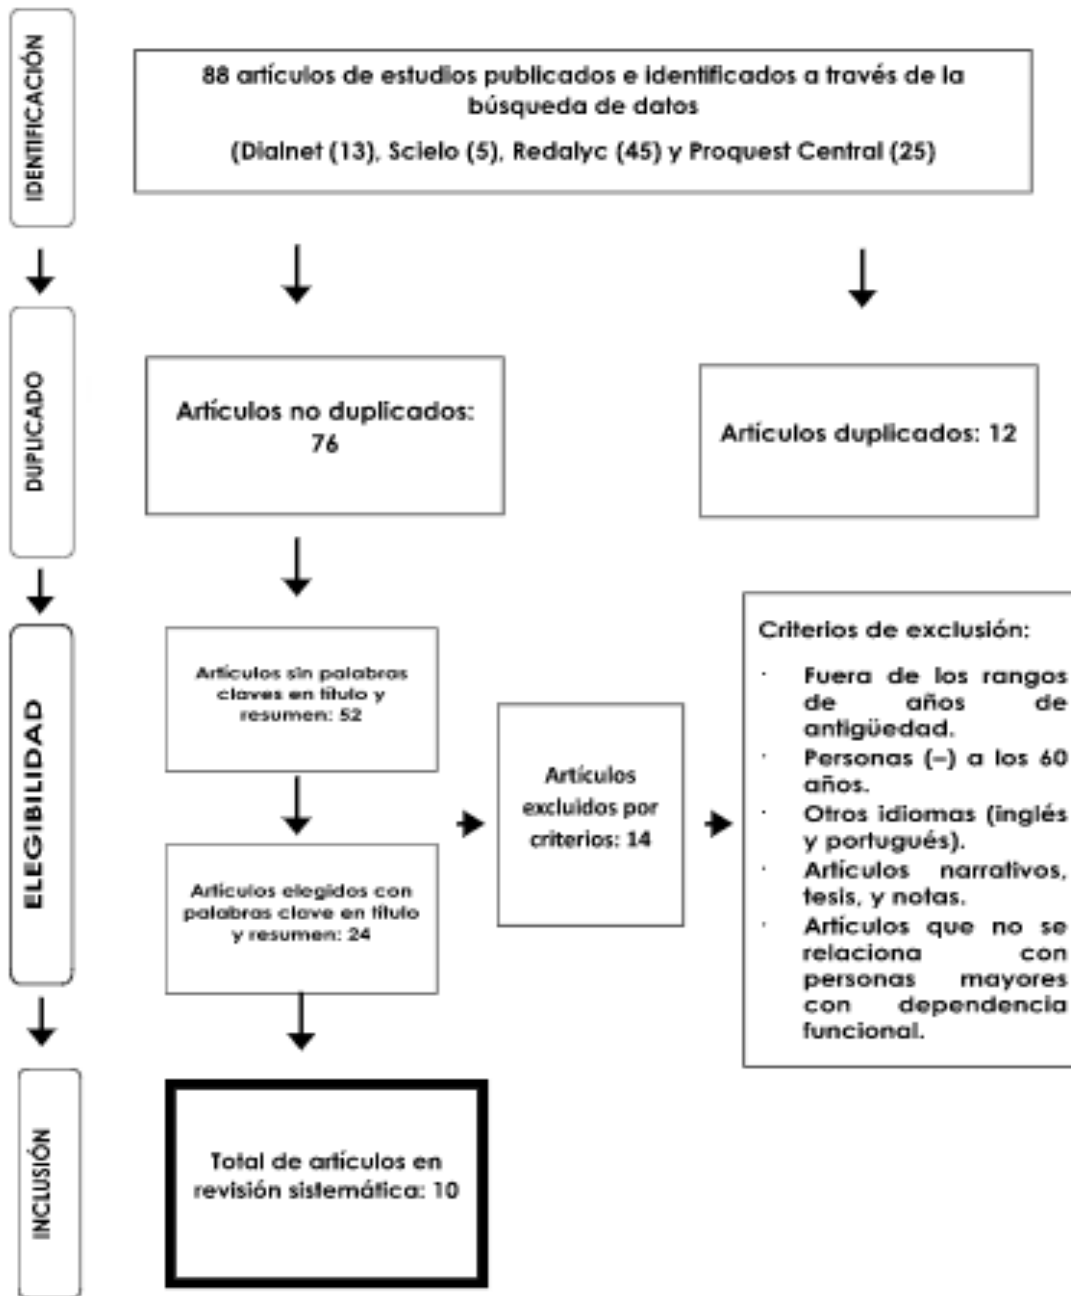 IDENTIFICACIÓN
88 artículos de estudios publicados e identificados a través de la
búsqueda de datos
(Dialnet (13), Scielo (5), Redalyc (45) y Proquest Central (25)
DUPLICADO
Artículos no duplicados:
76
Artículos duplicados: 12
ELEGIBILIDAD
Artículos sin palabras
claves en título y
resumen: 52
Artículos elegidos con
palabras clave en título
y resumen: 24
Artículos
excluidos por
criterios: 14
Criterios de exclusión:
· Fuera de los rangos
de años de
antigüedad.
· Personas (–) a los 60
años.
· Otros idiomas (inglés
y portugués).
· Artículos narrativos,
tesis, y notas.
· Artículos que no se
relaciona con
personas mayores
con dependencia
funcional.
INCLUSIÓN
Total de artículos en
revisión sistemática: 10